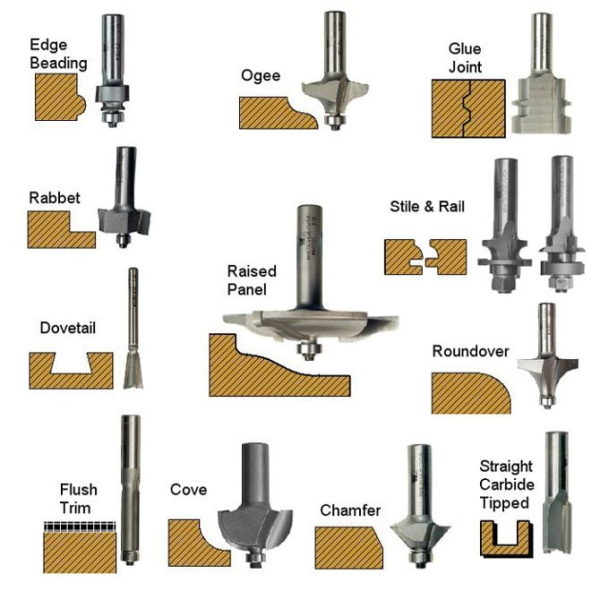 Edge
Beading
Ogee
Glue
Joint
Rabbet
Stile & Rail
Raised
Panel
Dovetail
Roundover
Flush
Trim
Cove
Chamfer
Straight
Carbide
Tipped